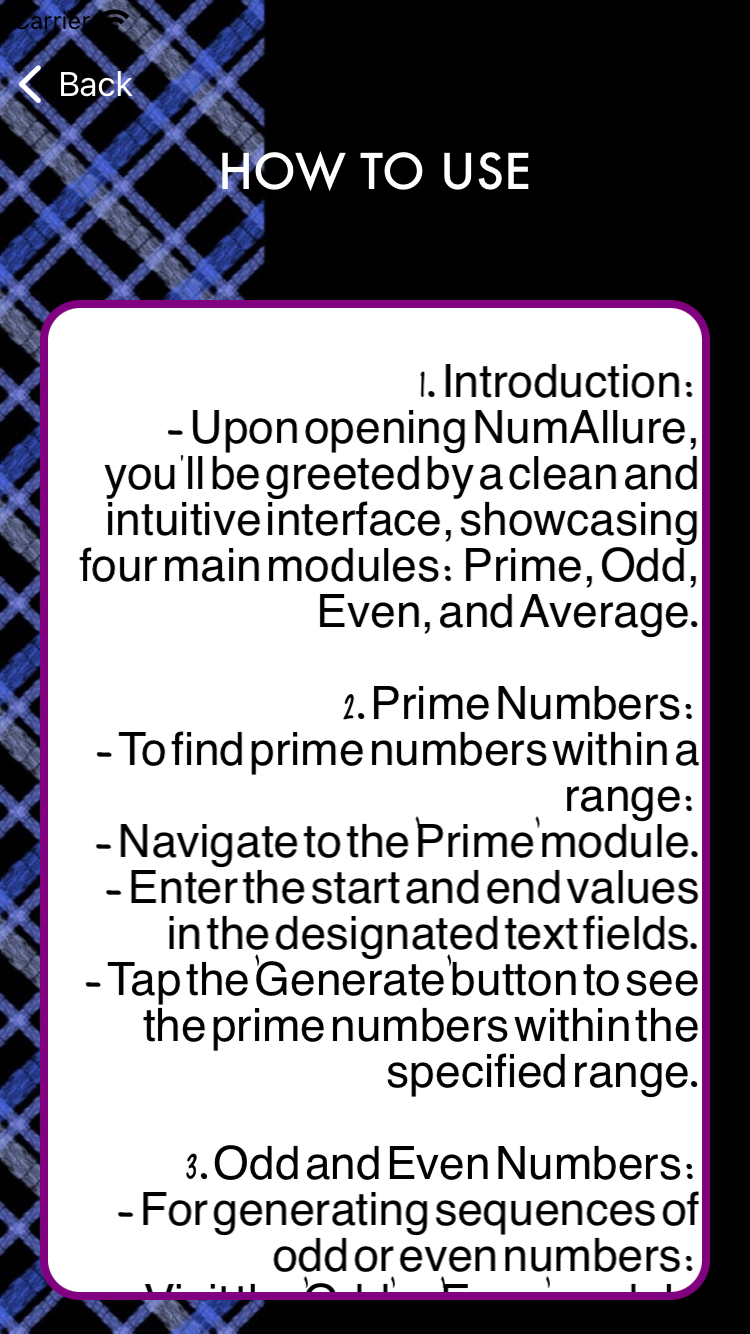 Carrier
Back
HOW TO USE
1. Introduction:
- Upon opening NumAllure,
you'll be greeted by a clean and
intuitive interface, showcasing
four main modules: Prime, Odd,
Even, and Average.
2. Prime Numbers:
- To find prime numbers within a
range:
- Navigate to the 'Prime' module.
- Enter the start and end values
in the designated text fields.
- Tap the 'Generate' button to see
the prime numbers within the
specified range.
3. Odd and Even Numbers:
- For generating sequences of
odd or even numbers: